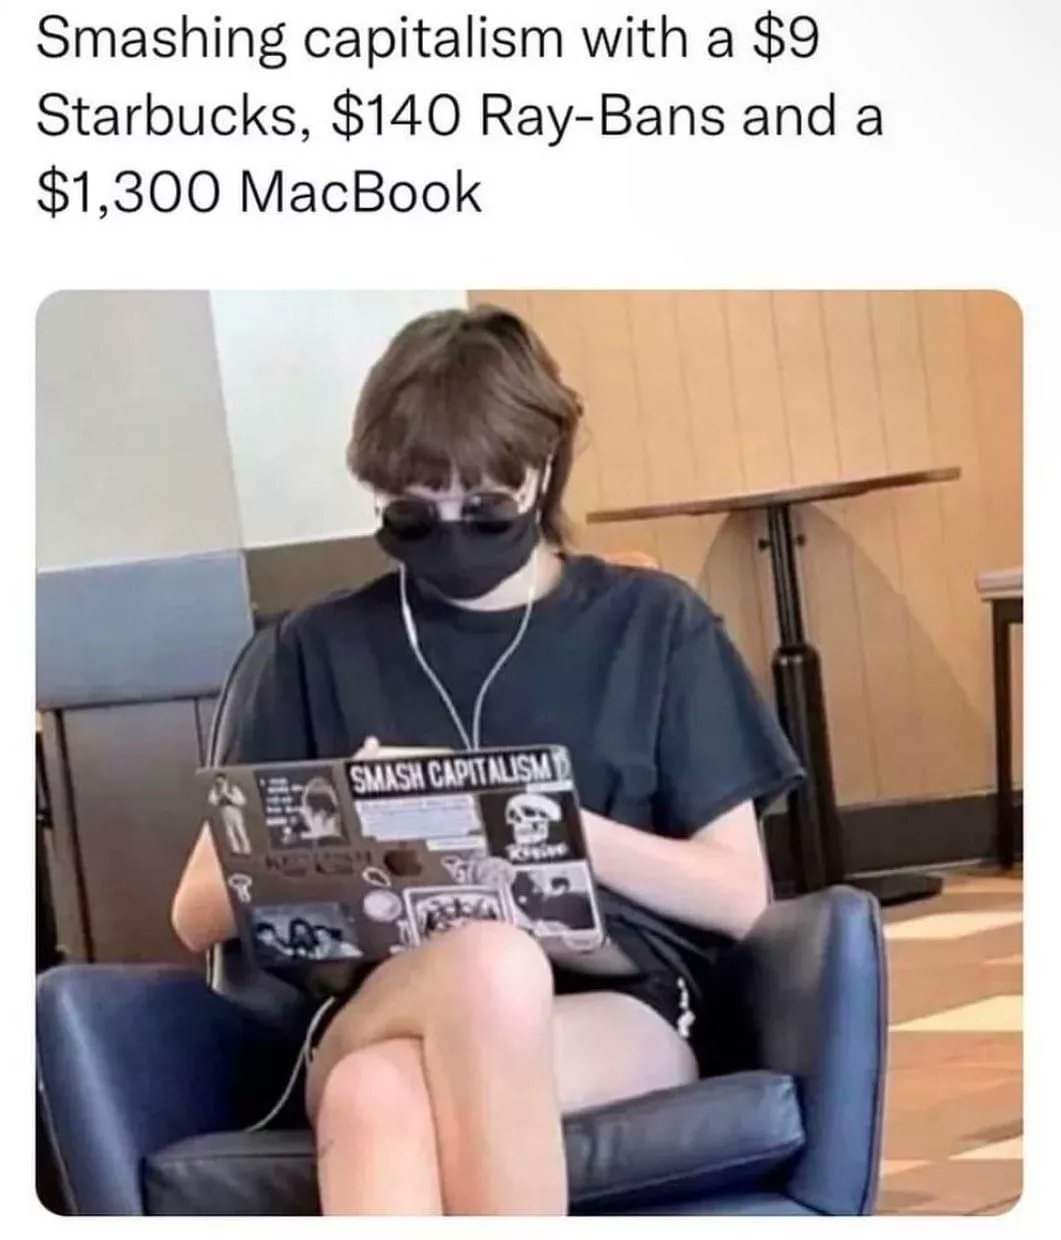 Smashing capitalism with a $9
Starbucks, $140 Ray-Bans and a
$1,300 MacBook
SMASH CAPITALISM